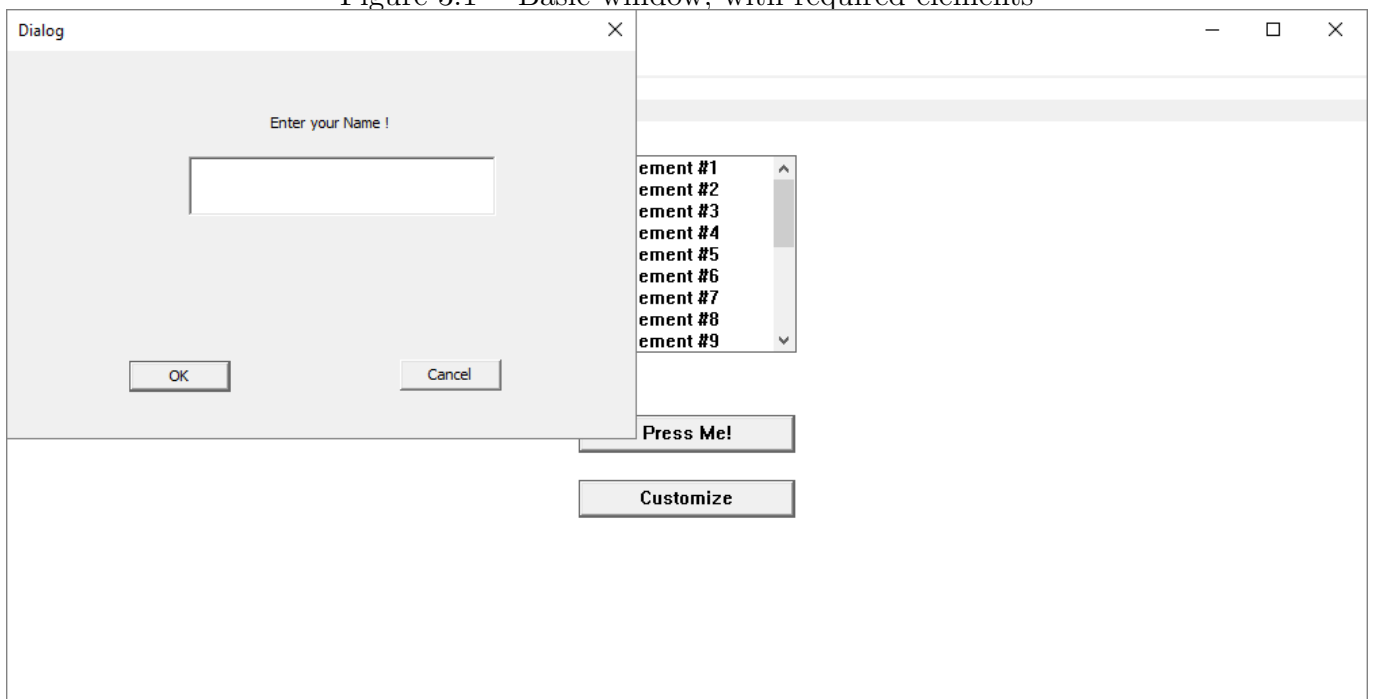 Figure 3.1 – Basic window, with required elements
Dialog
Enter your Name !
OK
Cancel
ement #1
ement #2
ement #3
ement #4
ement #5
ement #6
ement #7
ement #8
ement #9
Press Me!
Customize